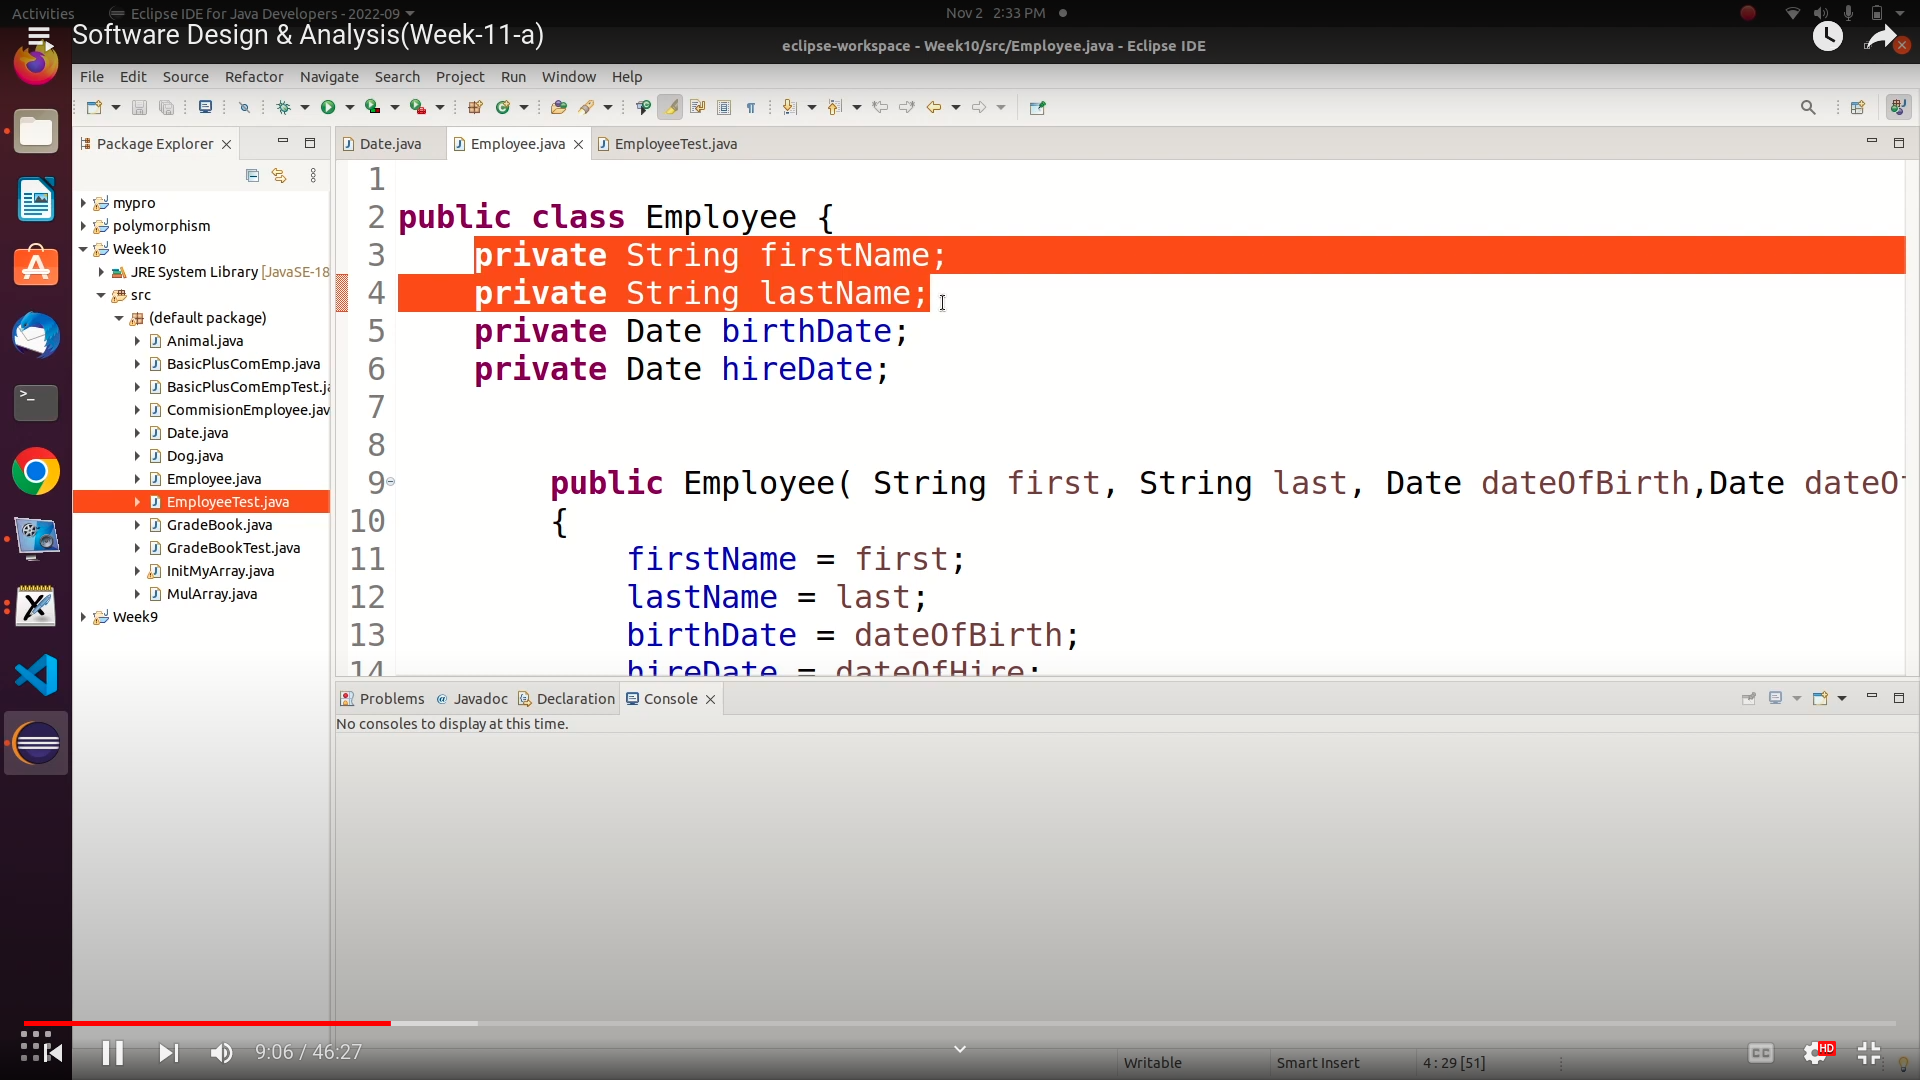 Activities
Eclipse IDE for Java Developers - 2022-09
Nov 2 2:33 PM
Software Design & Analysis(Week-11-a)
eclipse-workspace - Week10/src/Employee.java - Eclipse IDE
File Edit Source Refactor Navigate Search Project Run Window Help
Package Explorer
Date.java
Employee.java
EmployeeTest.java
mypro
polymorphism
Week10
JRE System Library [JavaSE-18
src
(default package)
Animal.java
BasicPlusComEmp.java
BasicPlusComEmpTest.ja
CommisionEmployee.jav
Date.java
Dog.java
Employee.java
EmployeeTest.java
GradeBook.java
GradeBookTest.java
InitMyArray.java
MulArray.java
Week9
1
2 public class Employee {
3 private String firstName;
4 private String lastName;
5 private Date birthDate;
6 private Date hireDate;
7
8
9 public Employee( String first, String last, Date dateOfBirth,Date dateO
10 {
11 firstName = first;
12 lastName = last;
13 birthDate = dateOfBirth;
14 hireDate = dateOfHire;
Problems @ Javadoc Declaration Console
No consoles to display at this time.
9:06 / 46:27
Writable
Smart Insert
4:29 [51]
CC
HD